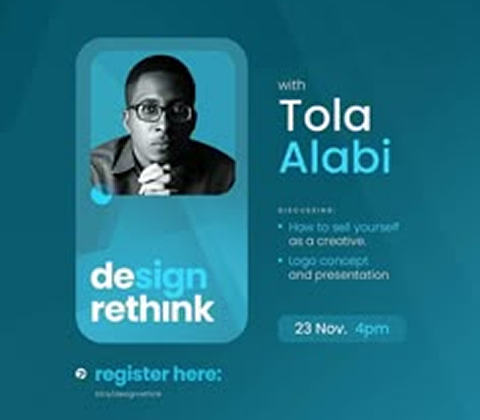 with
Tola
Alabi
DISCUSSING:
How to sell yourself
as a creative.
Logo concept
and presentation
design
rethink
23 Nov. 4pm
register here: